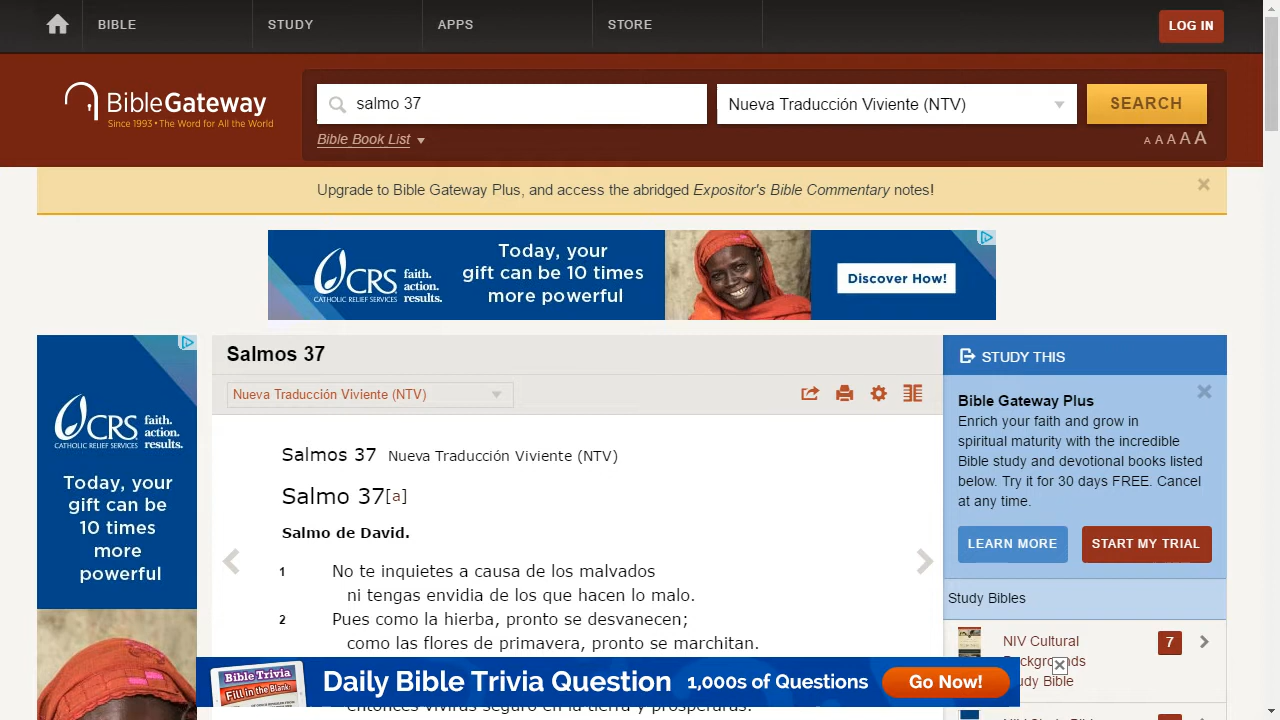 BIBLE
STUDY
APPS
STORE
LOG IN
BibleGateway
Since 1993 • The Word for All the World
salmo 37
Nueva Traducción Viviente (NTV)
SEARCH
Bible Book List
A A A A A
Upgrade to Bible Gateway Plus, and access the abridged Expositor's Bible Commentary notes!
CRS
CATHOLIC RELIEF SERVICES
faith.
action.
results.
Today, your
gift can be 10 times
more powerful
Discover How!
CRS
CATHOLIC RELIEF SERVICES
faith.
action.
results.
Today, your
gift can be
10 times
more
powerful
Salmos 37
Nueva Traducción Viviente (NTV)
Salmos 37 Nueva Traducción Viviente (NTV)
Salmo 37[a]
Salmo de David.
1 No te inquietes a causa de los malvados
ni tengas envidia de los que hacen lo malo.
2 Pues como la hierba, pronto se desvanecen;
como las flores de primavera, pronto se marchitan.
entonces vivirás seguro en la tierra y prosperarás.
STUDY THIS
Bible Gateway Plus
Enrich your faith and grow in
spiritual maturity with the incredible
Bible study and devotional books listed
below. Try it for 30 days FREE. Cancel
at any time.
LEARN MORE
START MY TRIAL
Study Bibles
NIV Cultural
Backgrounds
Study Bible
7
Bible Trivia
Fill in the Blank
Daily Bible Trivia Question
1,000s of Questions
Go Now!